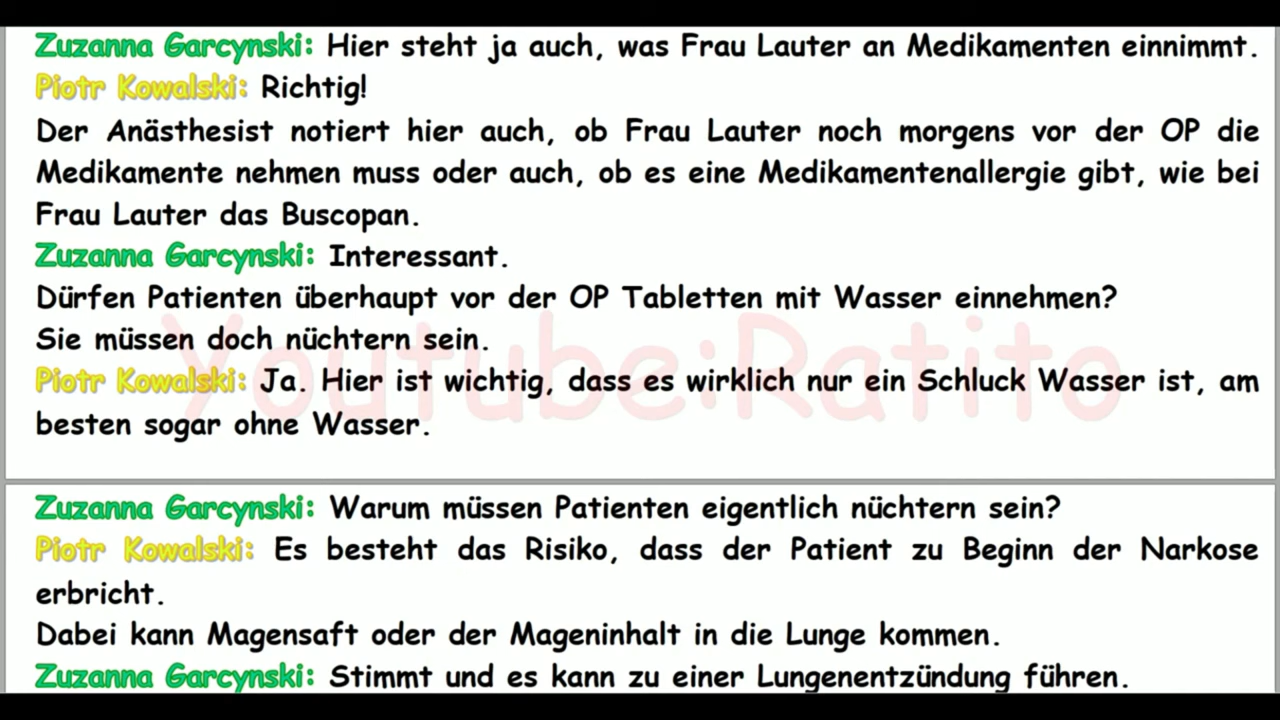 Zuzanna Garcynski: Hier steht ja auch, was Frau Lauter an Medikamenten einnimmt.
Piotr Kowalski: Richtig!
Der Anästhesist notiert hier auch, ob Frau Lauter noch morgens vor der OP die
Medikamente nehmen muss oder auch, ob es eine Medikamentenallergie gibt, wie bei
Frau Lauter das Buscopan.
Zuzanna Garcynski: Interessant.
Dürfen Patienten überhaupt vor der OP Tabletten mit Wasser einnehmen?
Sie müssen doch nüchtern sein.
Youtube:Ratito
Piotr Kowalski: Ja. Hier ist wichtig, dass es wirklich nur ein Schluck Wasser ist, am
besten sogar ohne Wasser.
Zuzanna Garcynski: Warum müssen Patienten eigentlich nüchtern sein?
Piotr Kowalski: Es besteht das Risiko, dass der Patient zu Beginn der Narkose
erbricht.
Dabei kann Magensaft oder der Mageninhalt in die Lunge kommen.
Zuzanna Garcynski: Stimmt und es kann zu einer Lungenentzündung führen.